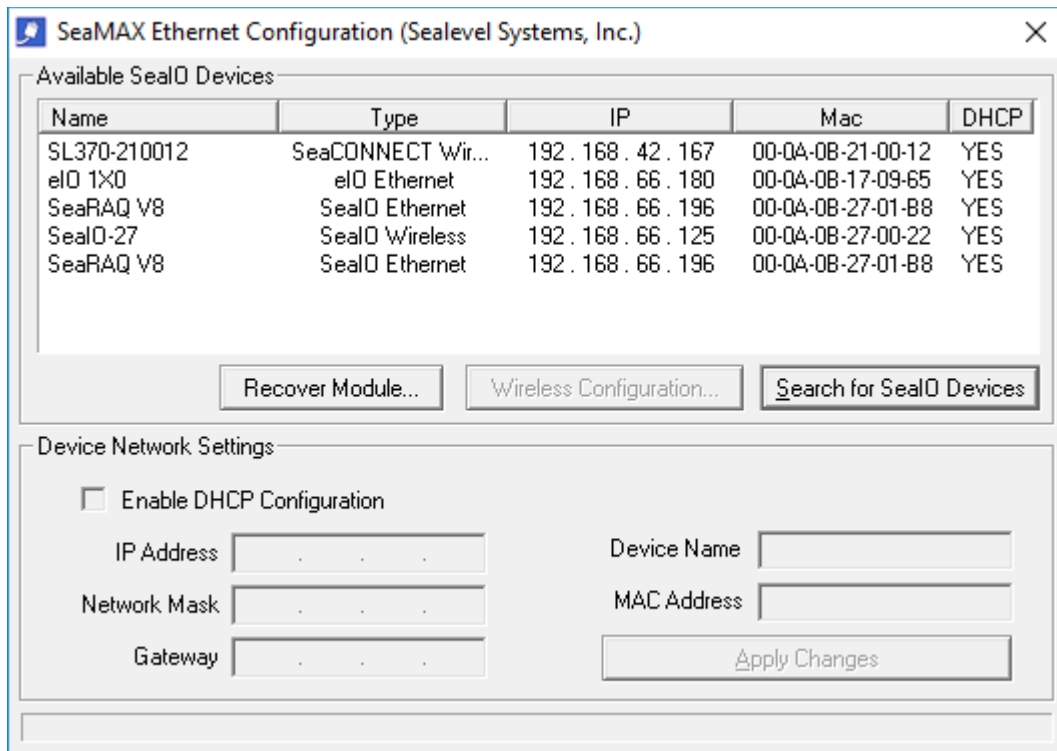 SeaMAX Ethernet Configuration (Sealevel Systems, Inc.)
Available SeaIO Devices
Name Type IP Mac DHCP
SL370-210012 SeaCONNECT Wir... 192 . 168 . 42 . 167 00-0A-0B-21-00-12 YES
eIO 1X0 eIO Ethernet 192 . 168 . 66 . 180 00-0A-0B-17-09-65 YES
SeaRAQ V8 SeaIO Ethernet 192 . 168 . 66 . 196 00-0A-0B-27-01-B8 YES
SeaIO-27 SeaIO Wireless 192 . 168 . 66 . 125 00-0A-0B-27-00-22 YES
SeaRAQ V8 SeaIO Ethernet 192 . 168 . 66 . 196 00-0A-0B-27-01-B8 YES
Recover Module... Wireless Configuration... Search for SeaIO Devices
Device Network Settings
Enable DHCP Configuration
IP Address . . . Device Name
Network Mask . . . MAC Address
Gateway . . . Apply Changes